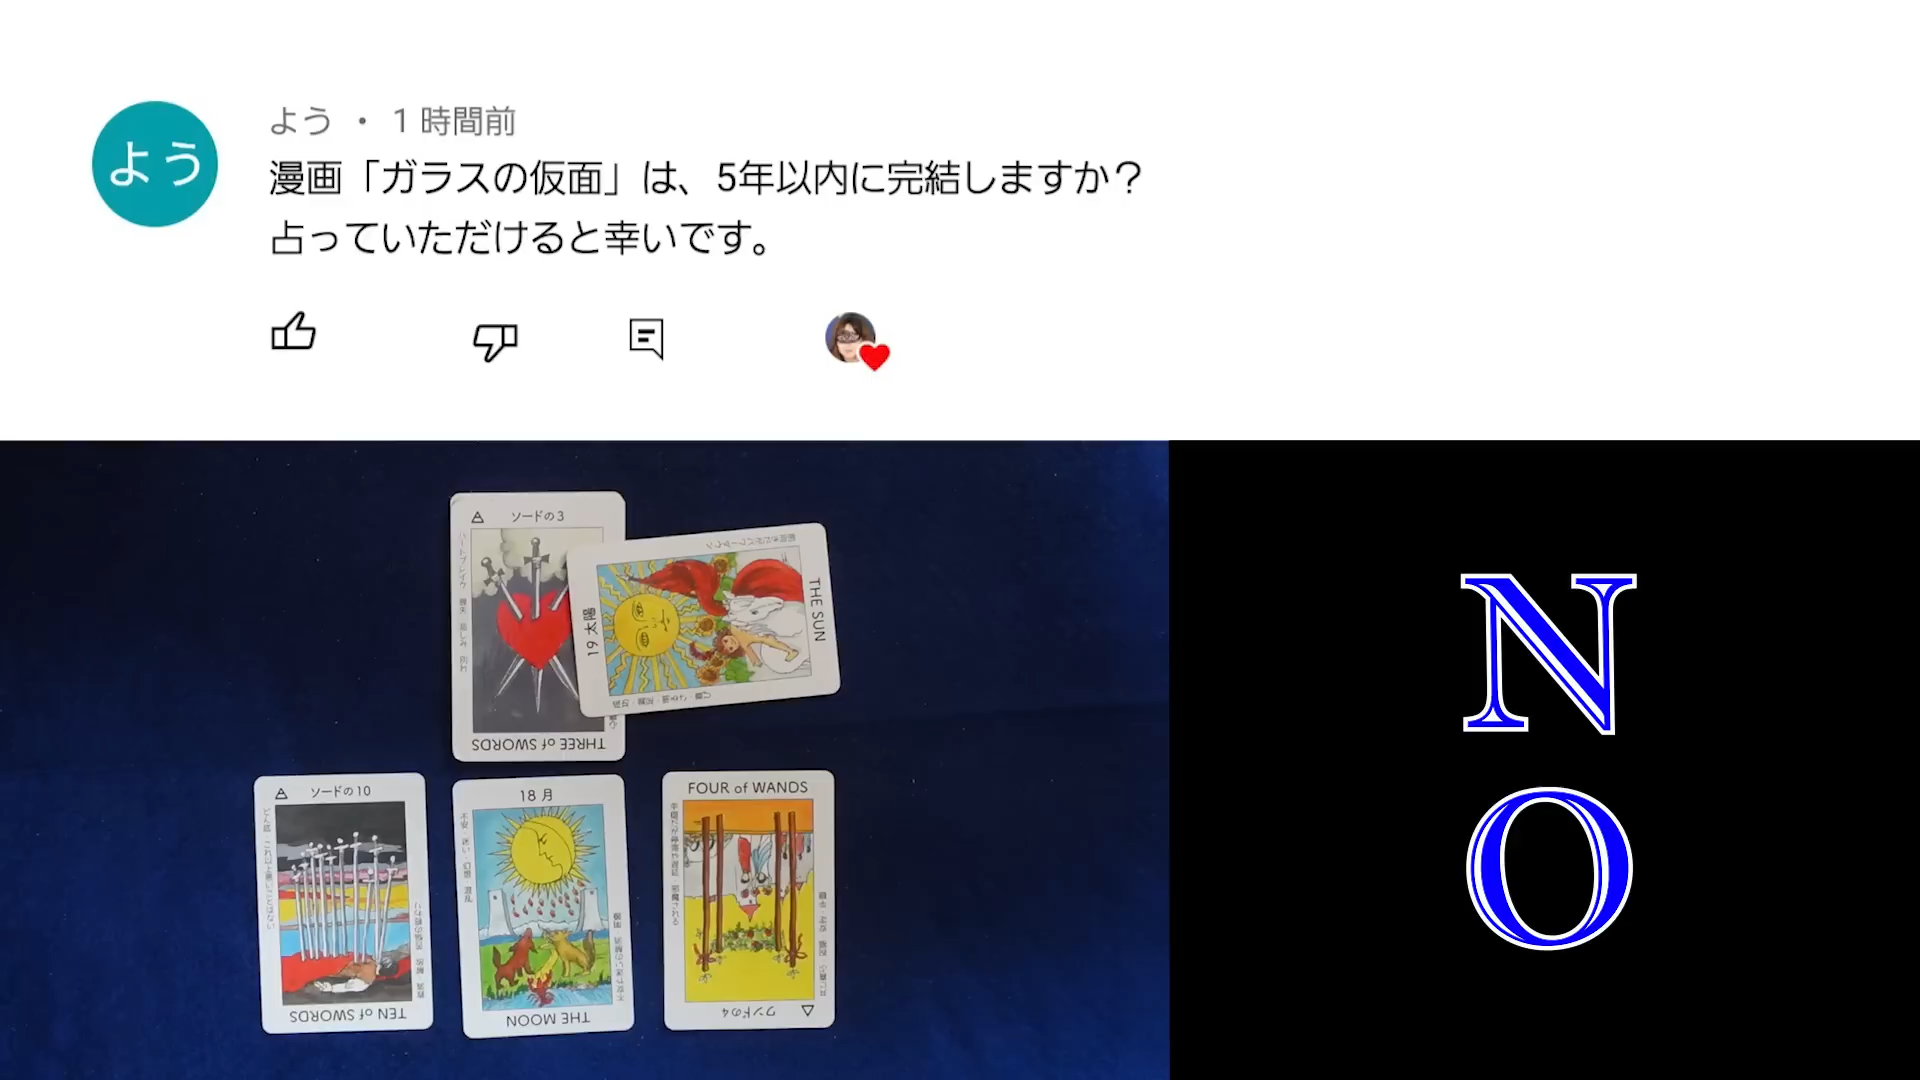 よう
よう ・ 1 時間前
漫画「ガラスの仮面」は、5年以内に完結しますか？
占っていただけると幸いです。
ソードの3
THREE of SWORDS
19 太陽
THE SUN
ソードの10
TEN of SWORDS
18 月
THE MOON
FOUR of WANDS
ワンドの4
N
O